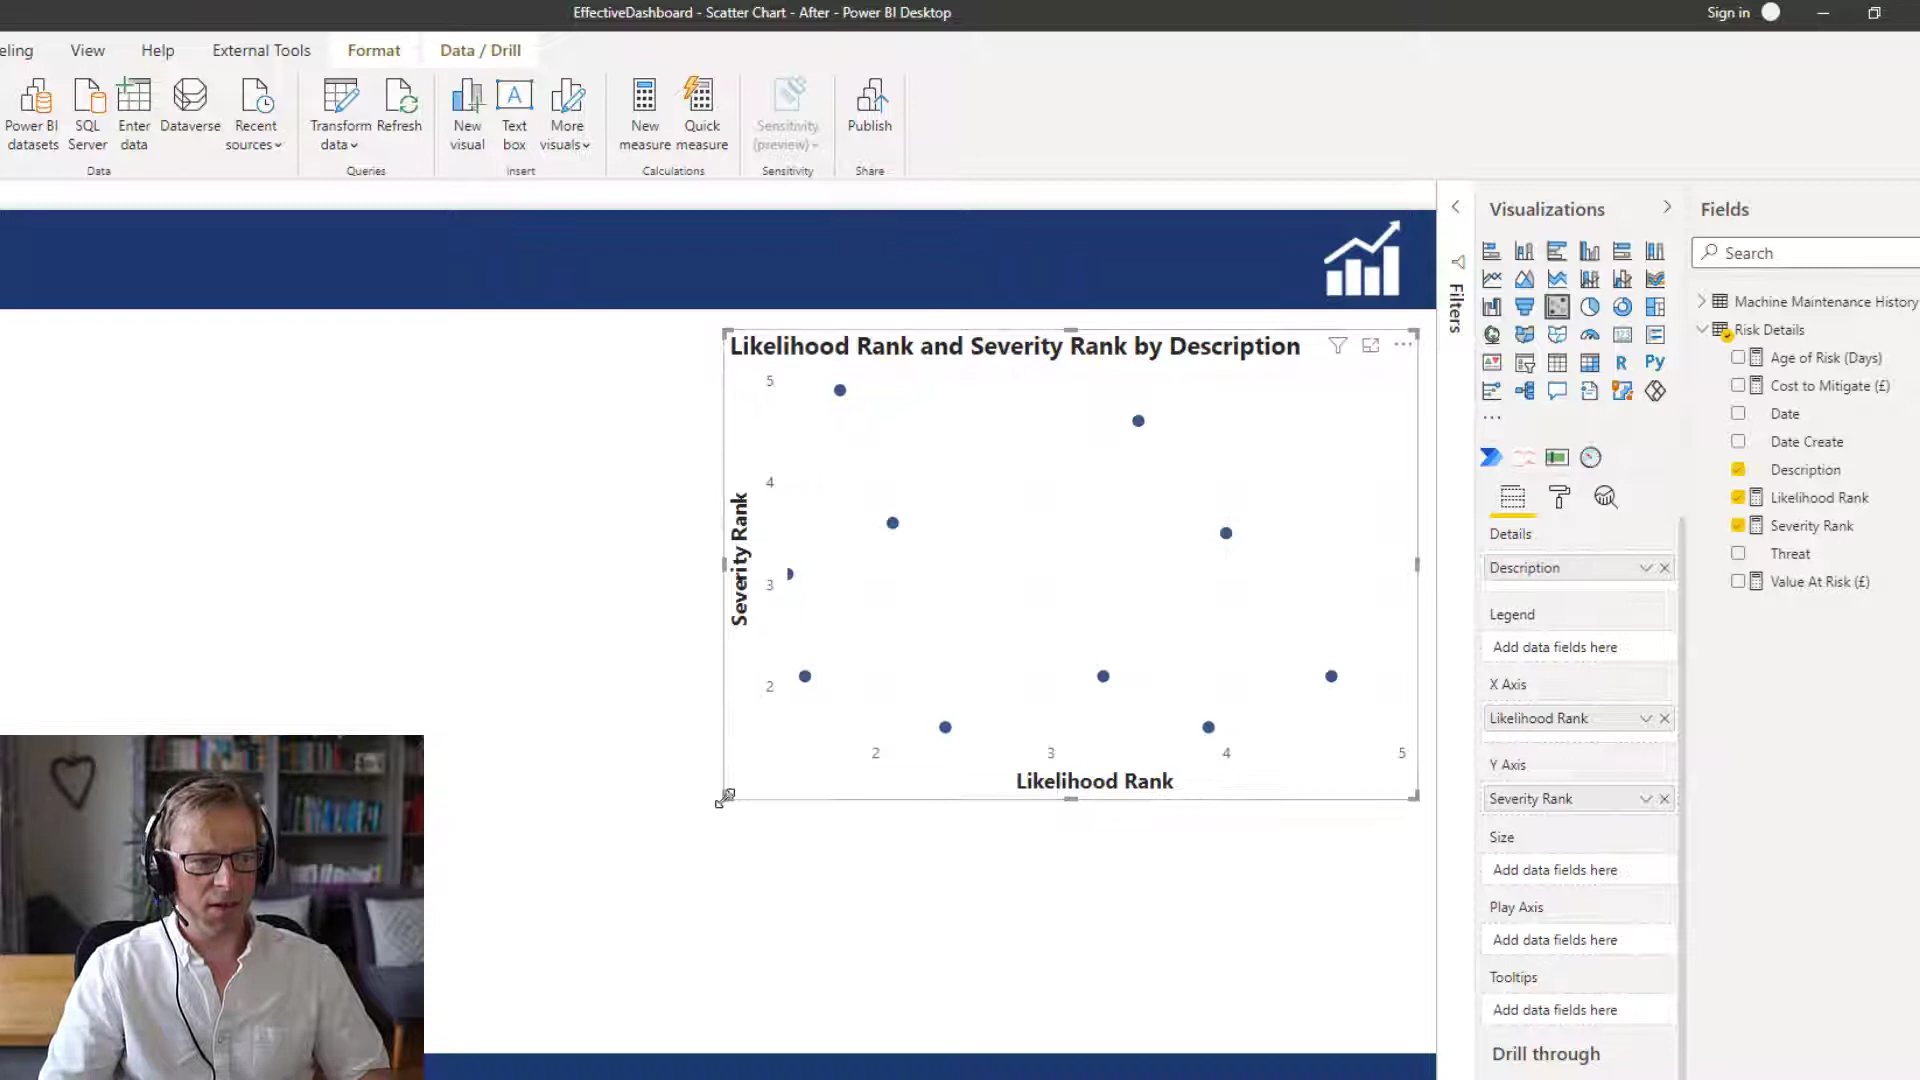 EffectiveDashboard - Scatter Chart - After - Power BI Desktop
Sign in
eling View Help External Tools Format Data / Drill
Power BI datasets
SQL Server
Enter data
Dataverse
Recent sources
Transform data
Refresh
New visual
Text box
More visuals
New measure
Quick measure
Sensitivity (preview)
Publish
Data
Queries
Insert
Calculations
Sensitivity
Share
Likelihood Rank and Severity Rank by Description
5
4
3
2
Severity Rank
2 3 4 5
Likelihood Rank
Filters
Visualizations
R
Py
123
Details
Description
Legend
Add data fields here
X Axis
Likelihood Rank
Y Axis
Severity Rank
Size
Add data fields here
Play Axis
Add data fields here
Tooltips
Add data fields here
Drill through
Fields
Search
Machine Maintenance History
Risk Details
Age of Risk (Days)
Cost to Mitigate (£)
Date
Date Create
Description
Likelihood Rank
Severity Rank
Threat
Value At Risk (£)